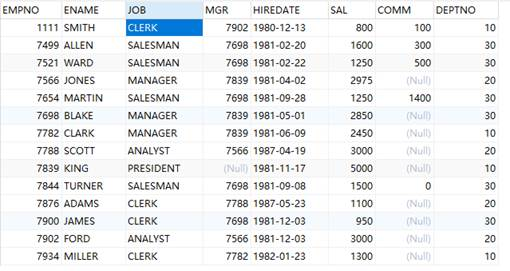 EMPNO ENAME JOB MGR HIREDATE SAL COMM DEPTNO
1111 SMITH CLERK 7902 1980-12-13 800 100 10
7499 ALLEN SALESMAN 7698 1981-02-20 1600 300 30
7521 WARD SALESMAN 7698 1981-02-22 1250 500 30
7566 JONES MANAGER 7839 1981-04-02 2975 (Null) 20
7654 MARTIN SALESMAN 7698 1981-09-28 1250 1400 30
7698 BLAKE MANAGER 7839 1981-05-01 2850 (Null) 30
7782 CLARK MANAGER 7839 1981-06-09 2450 (Null) 10
7788 SCOTT ANALYST 7566 1987-04-19 3000 (Null) 20
7839 KING PRESIDENT (Null) 1981-11-17 5000 (Null) 10
7844 TURNER SALESMAN 7698 1981-09-08 1500 0 30
7876 ADAMS CLERK 7788 1987-05-23 1100 (Null) 20
7900 JAMES CLERK 7698 1981-12-03 950 (Null) 30
7902 FORD ANALYST 7566 1981-12-03 3000 (Null) 20
7934 MILLER CLERK 7782 1982-01-23 1300 (Null) 10